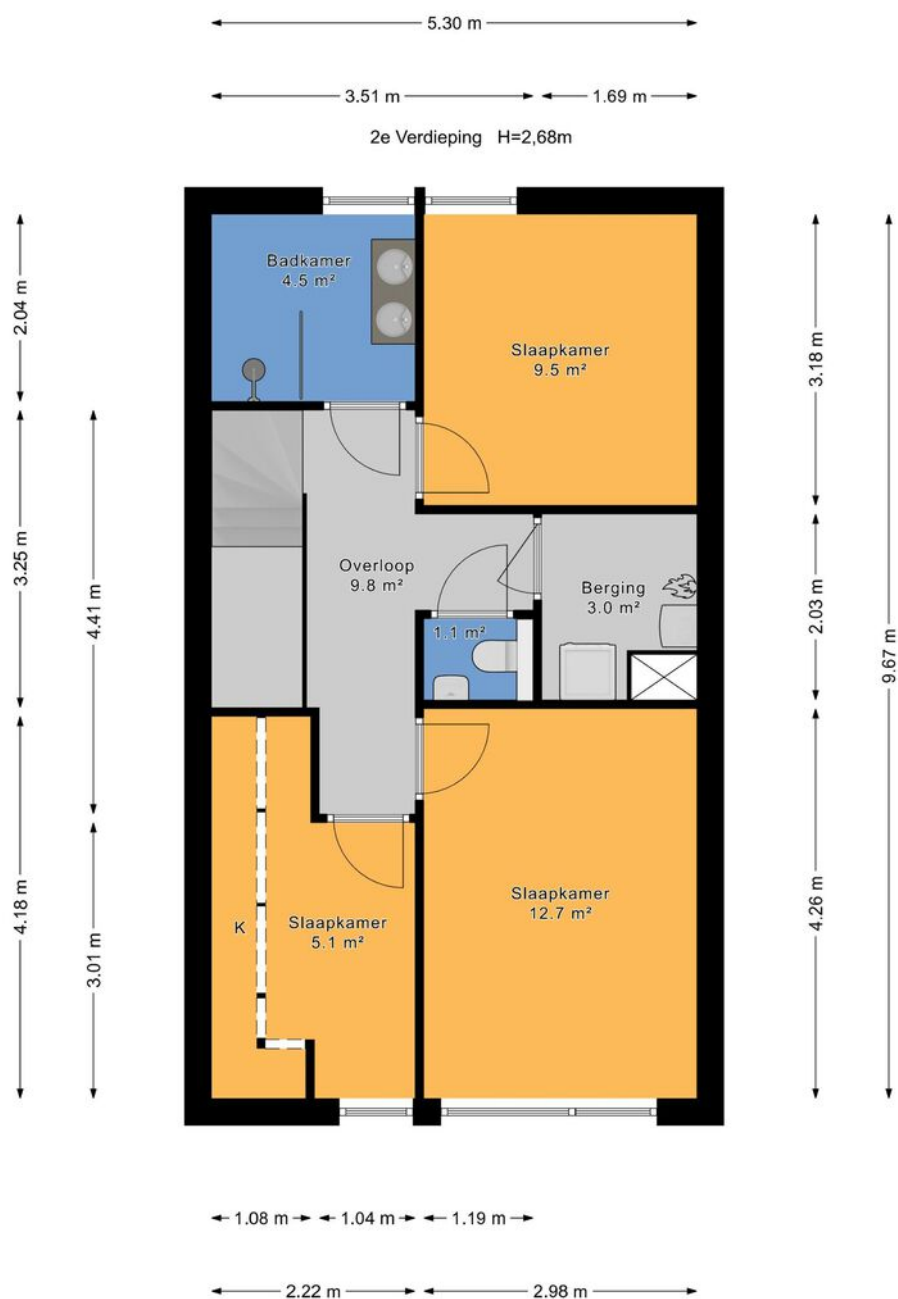 5.30 m
3.51 m
1.69 m
2e Verdieping H=2,68m
2.04 m
3.25 m
4.41 m
4.18 m
3.01 m
Badkamer
4.5 m²
Slaapkamer
9.5 m²
Overloop
9.8 m²
Berging
3.0 m²
1.1 m²
K
Slaapkamer
5.1 m²
Slaapkamer
12.7 m²
3.18 m
2.03 m
4.26 m
9.67 m
1.08 m
1.04 m
1.19 m
2.22 m
2.98 m